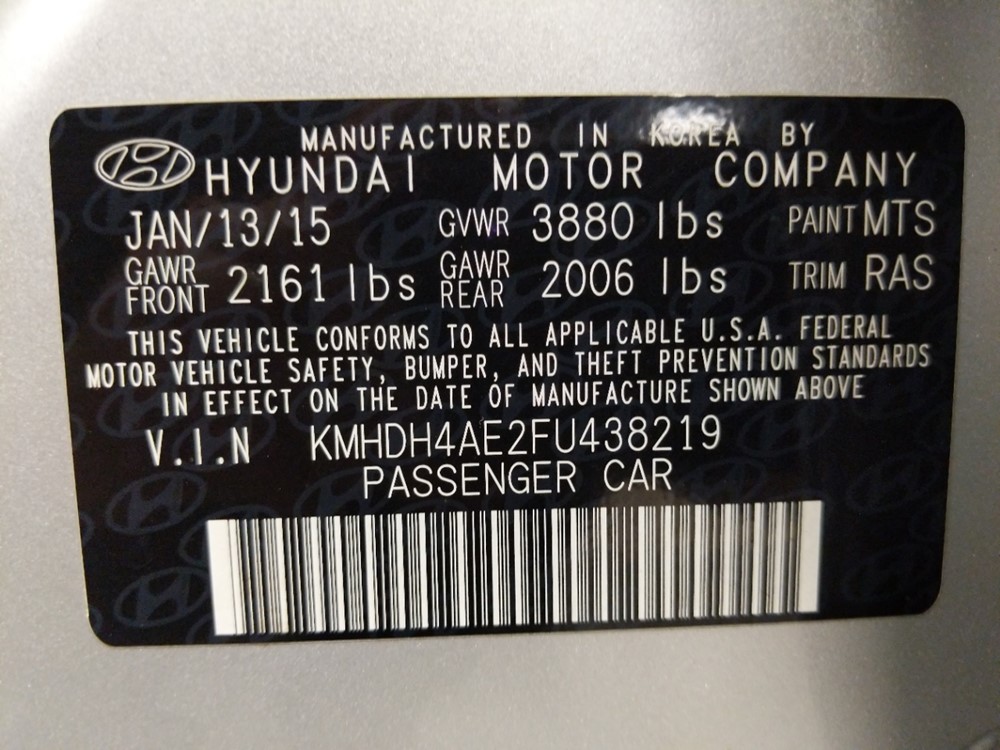 MANUFACTURED IN KOREA BY
HYUNDAI MOTOR COMPANY
JAN/13/15 GVWR 3880 lbs PAINT MTS
GAWR FRONT 2161 lbs GAWR REAR 2006 lbs TRIM RAS
THIS VEHICLE CONFORMS TO ALL APPLICABLE U.S.A. FEDERAL
MOTOR VEHICLE SAFETY, BUMPER, AND THEFT PREVENTION STANDARDS
IN EFFECT ON THE DATE OF MANUFACTURE SHOWN ABOVE
V.I.N KMHDH4AE2FU438219
PASSENGER CAR